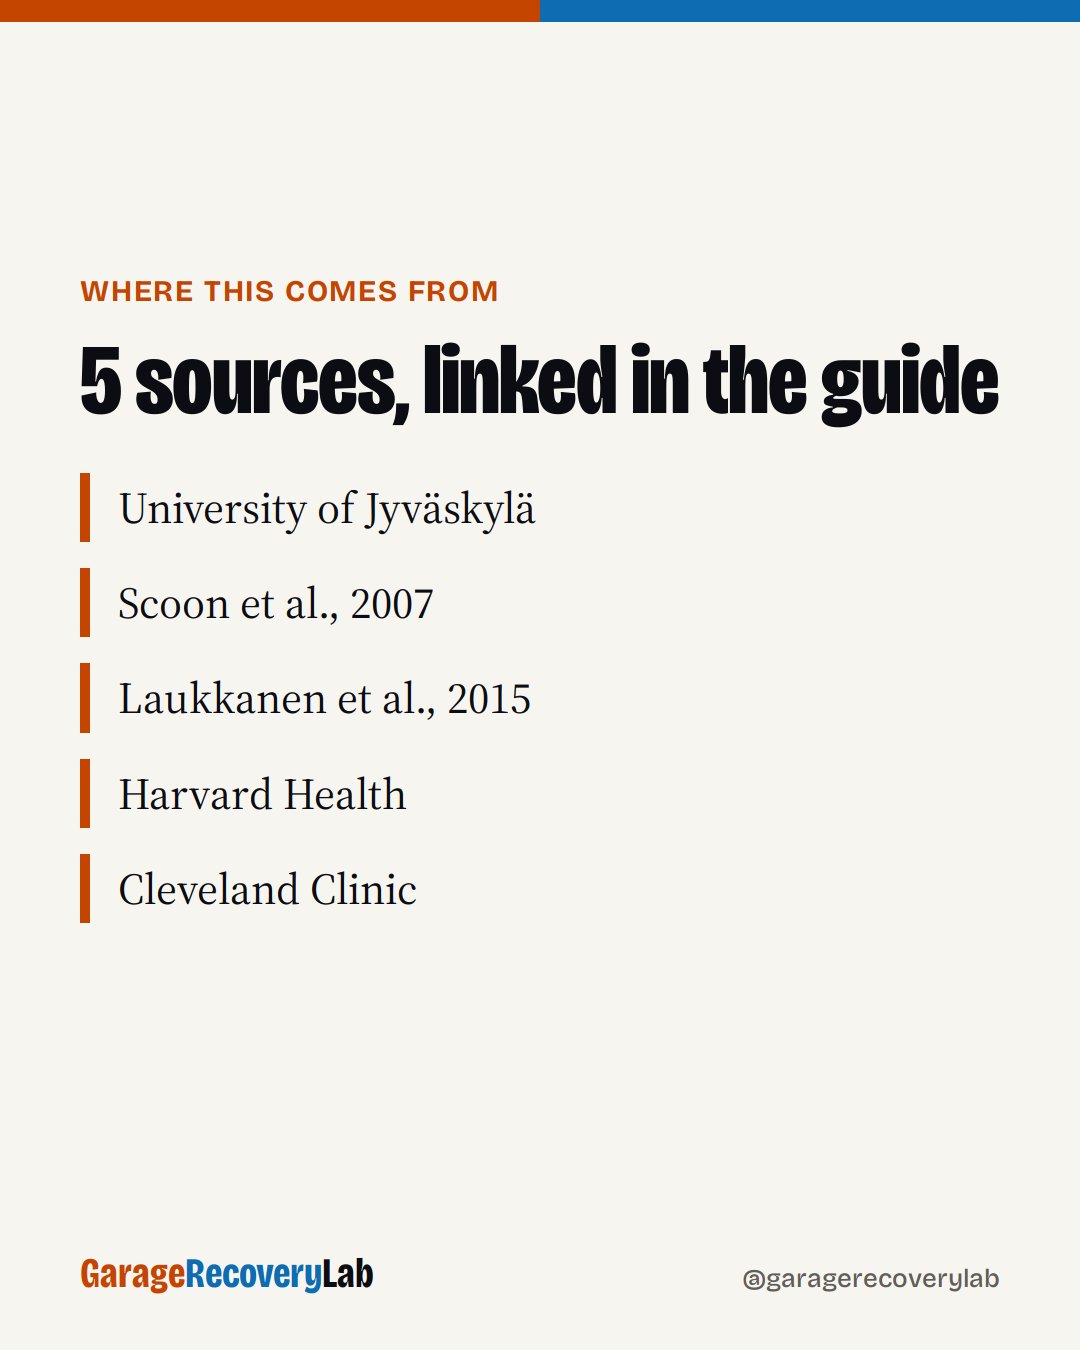 WHERE THIS COMES FROM
5 sources, linked in the guide
University of Jyväskylä
Scoon et al., 2007
Laukkanen et al., 2015
Harvard Health
Cleveland Clinic
GarageRecoveryLab
@garagerecoverylab